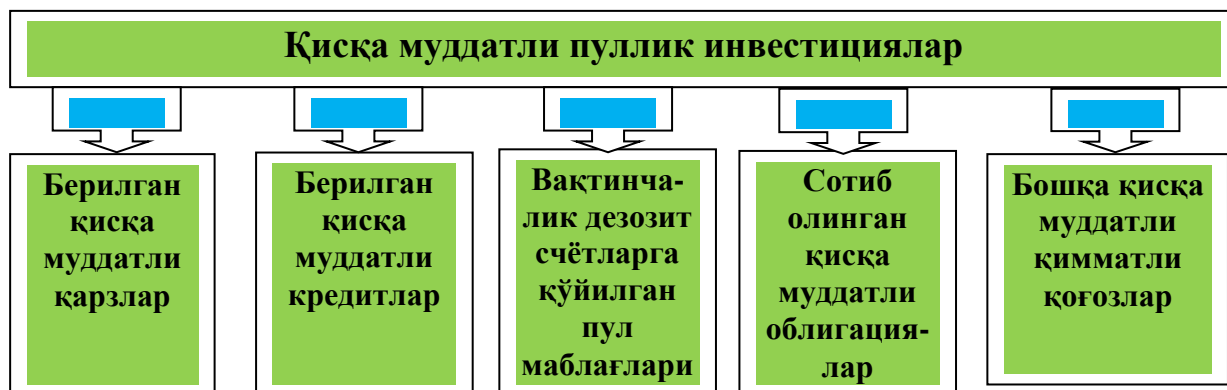 Қисқа муддатли пуллик инвестициялар
Берилган
қисқа
муддатли
қарзлар
Берилган
қисқа
муддатли
кредитлар
Вақтинча-
лик дезозит
счётларга
қўйилган
пул
маблағлари
Сотиб
олинган
қисқа
муддатли
облигация-
лар
Бошқа қисқа
муддатли
қимматли
қоғозлар